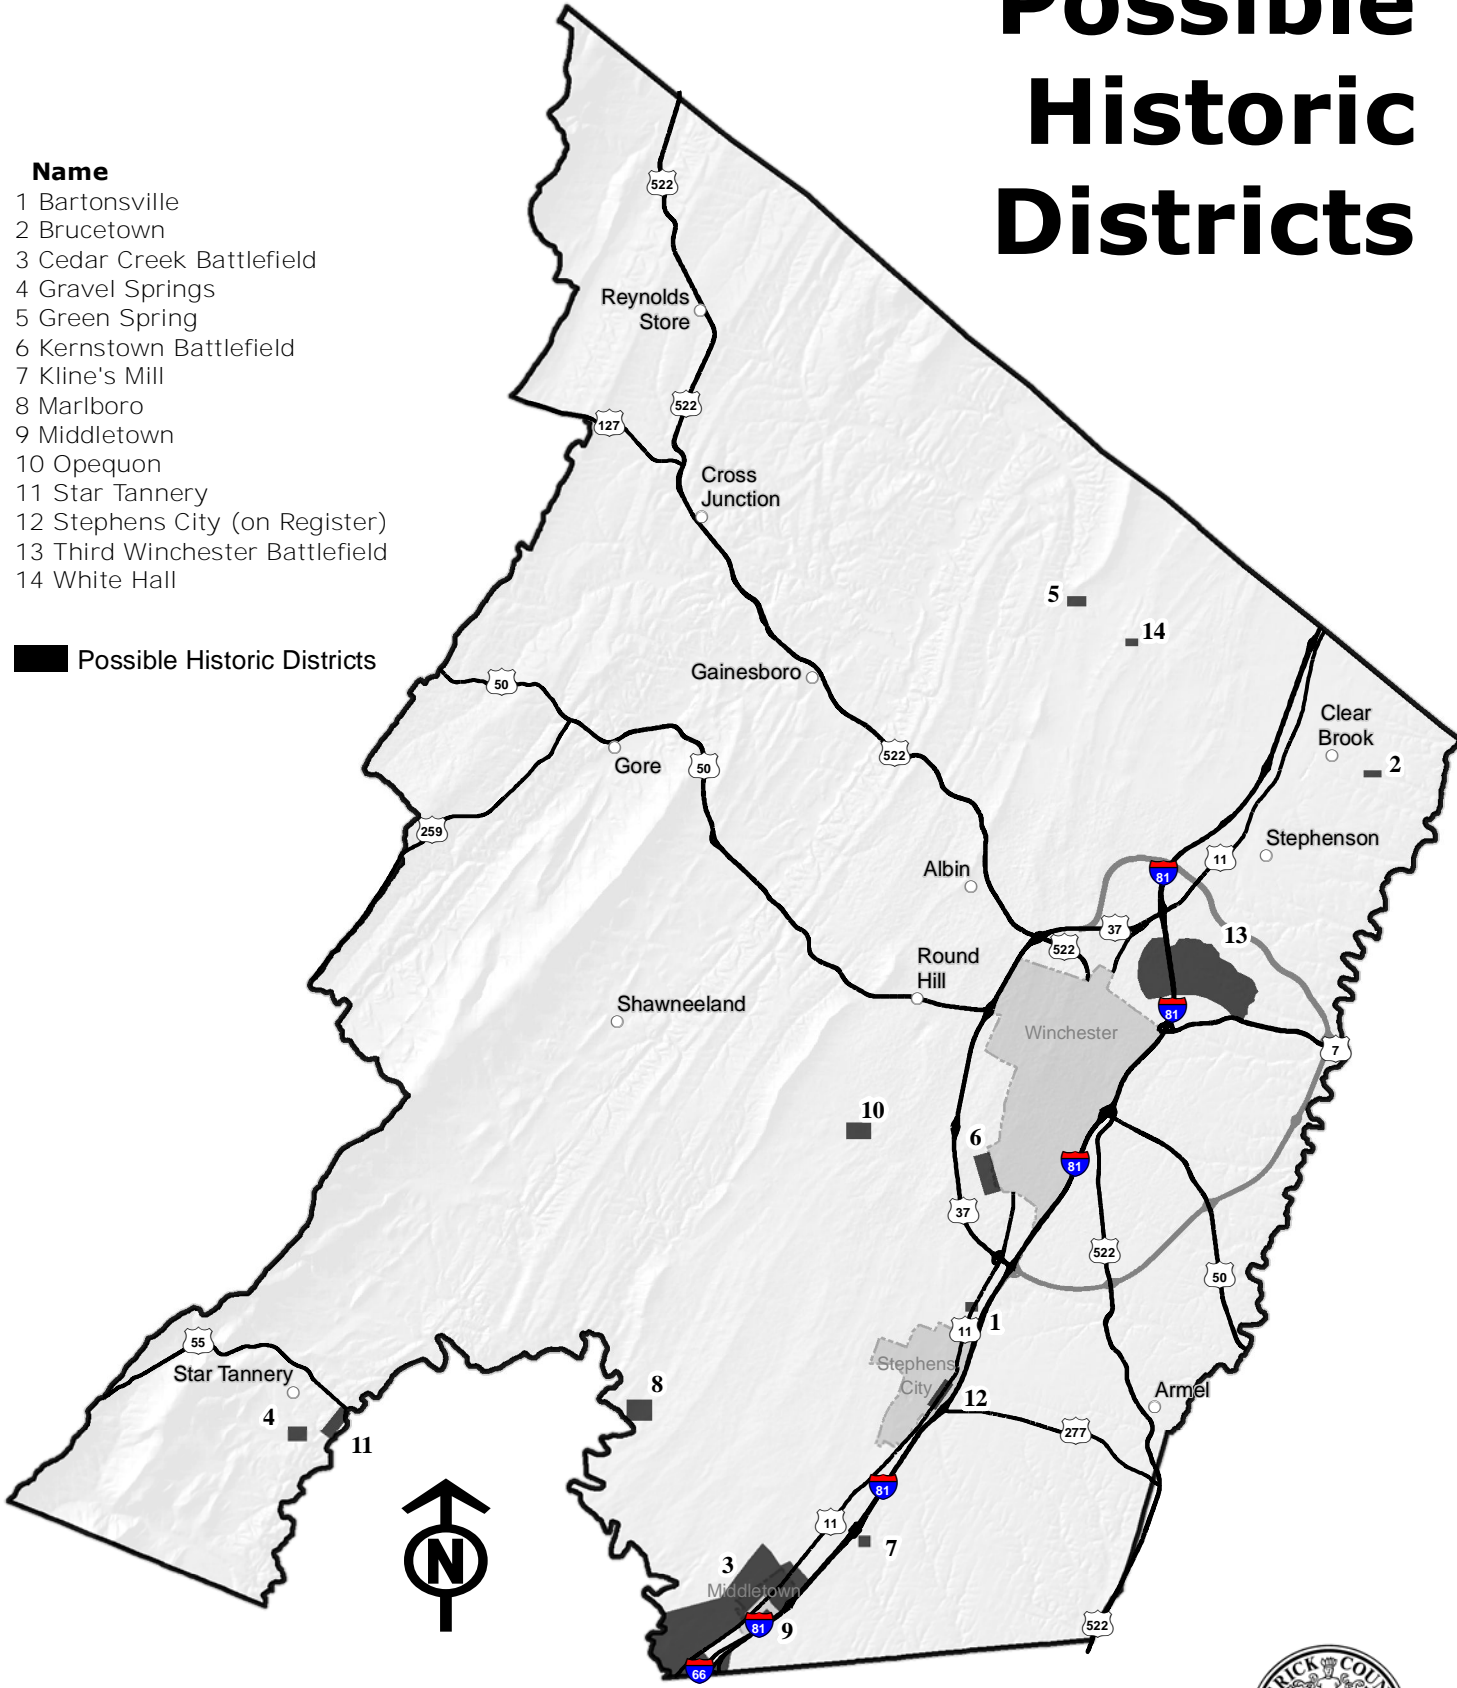 Possible
Historic
Districts
Name
1 Bartonsville
2 Brucetown
3 Cedar Creek Battlefield
4 Gravel Springs
5 Green Spring
6 Kernstown Battlefield
7 Kline's Mill
8 Marlboro
9 Middletown
10 Opequon
11 Star Tannery
12 Stephens City (on Register)
13 Third Winchester Battlefield
14 White Hall
Possible Historic Districts
522
Reynolds
Store
522
127
Cross
Junction
5
14
Gainesboro
50
Clear
Brook
522
Gore
50
2
259
Stephenson
11
Albin
81
37
13
522
Round
Hill
Shawneeland
81
Winchester
7
10
6
81
37
522
50
1
11
55
Stephens
City
Star Tannery
8
12
Armel
4
11
277
81
11
7
3
Middletown
N
81
9
522
66
RICK COUN